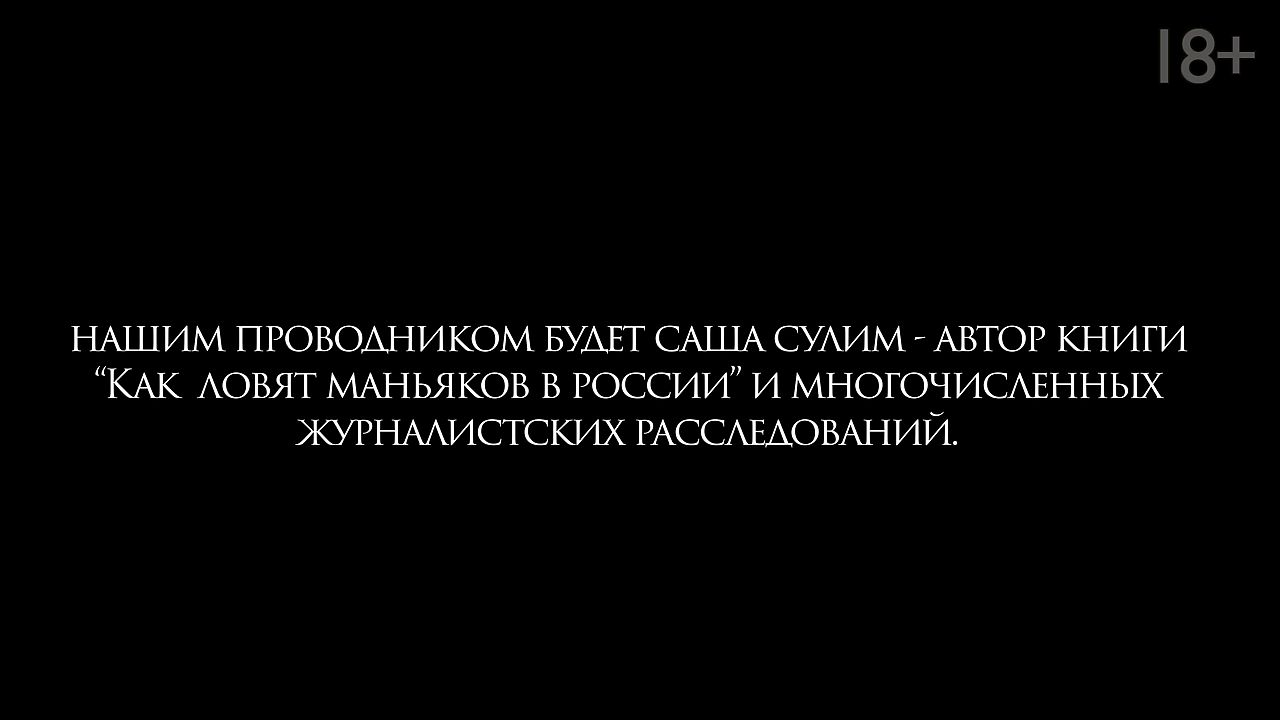 18+
НАШИМ ПРОВОДНИКОМ БУДЕТ САША СУЛИМ - АВТОР КНИГИ
“КАК ЛОВЯТ МАНЬЯКОВ В РОССИИ” И МНОГОЧИСЛЕННЫХ
ЖУРНАЛИСТСКИХ РАССЛЕДОВАНИЙ.